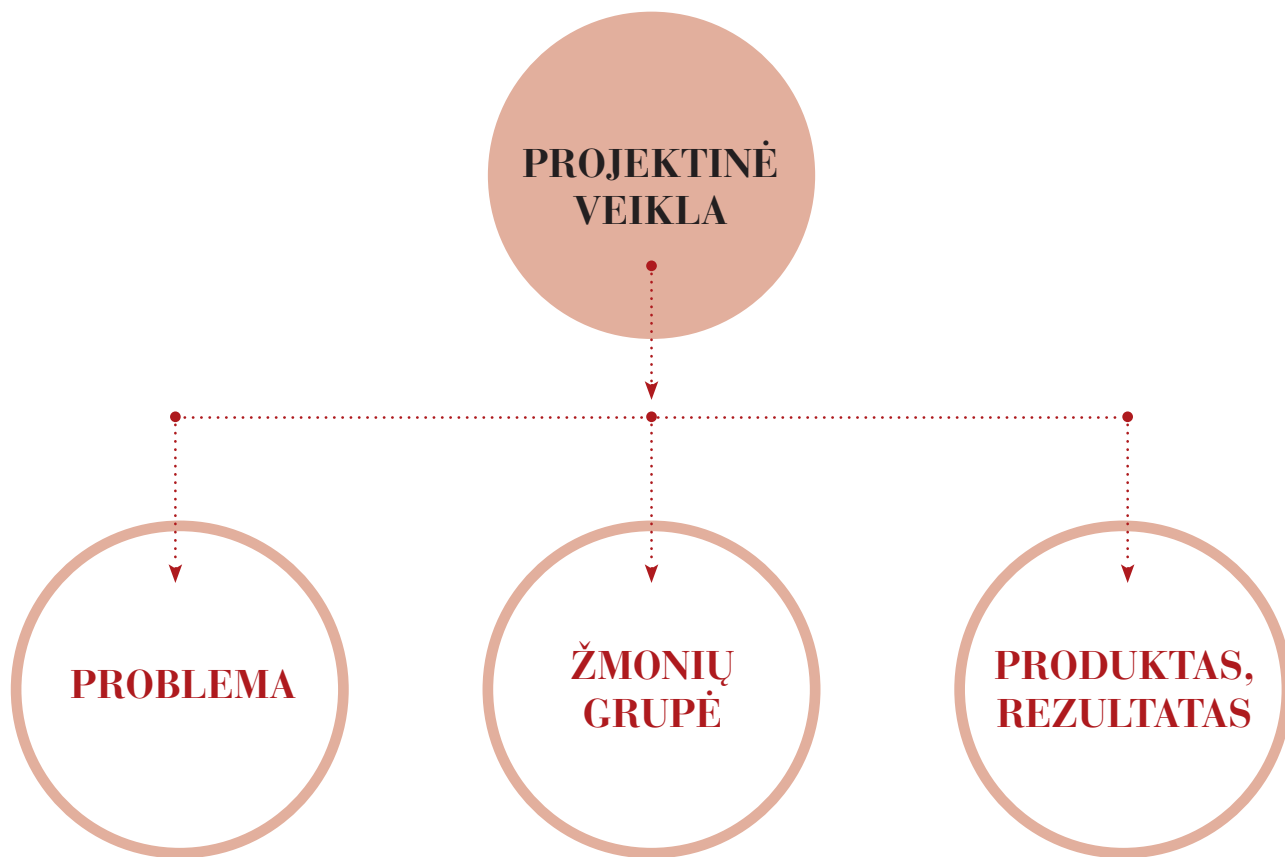 PROJEKTINĖ
VEIKLA
PROBLEMA
ŽMONIŲ
GRUPĖ
PRODUKTAS,
REZULTATAS